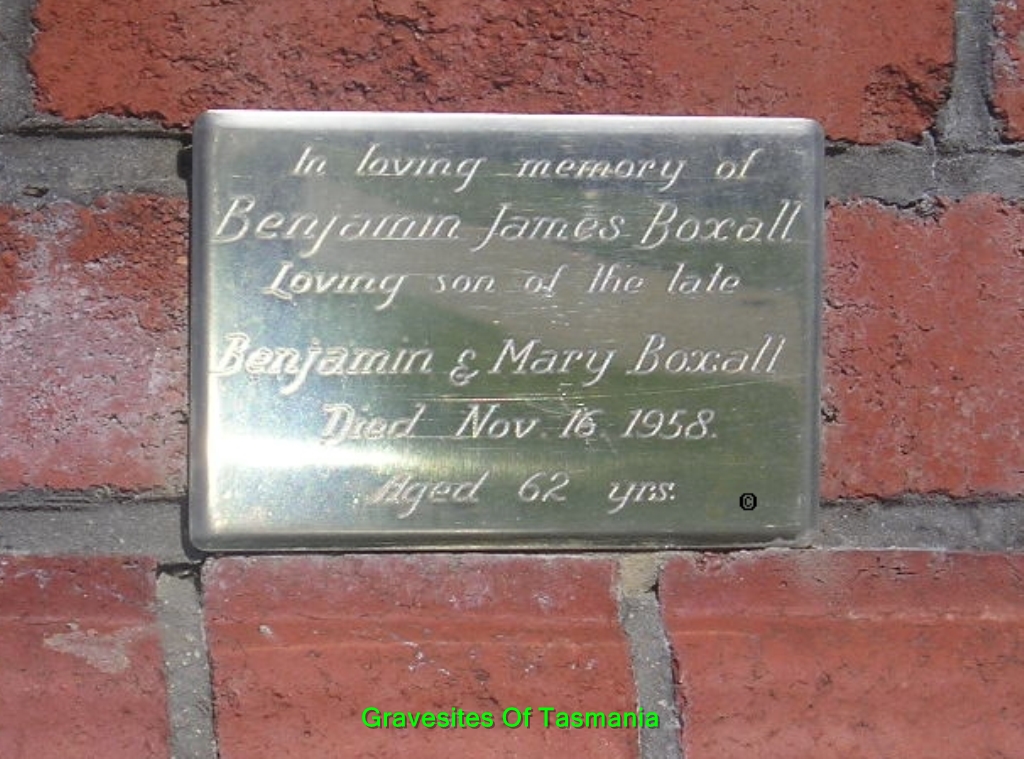 In loving memory of
Benjamin James Boxall
Loving son of the late
Benjamin & Mary Boxall
Died Nov. 16 1958.
Aged 62 yrs.
©
Gravesites Of Tasmania